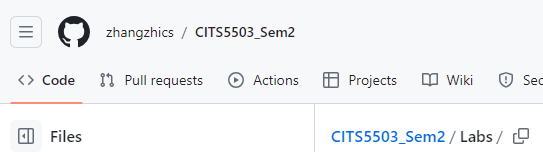 zhangzhics / CITS5503_Sem2
Code Pull requests Actions Projects Wiki Sec
Files CITS5503_Sem2 / Labs /